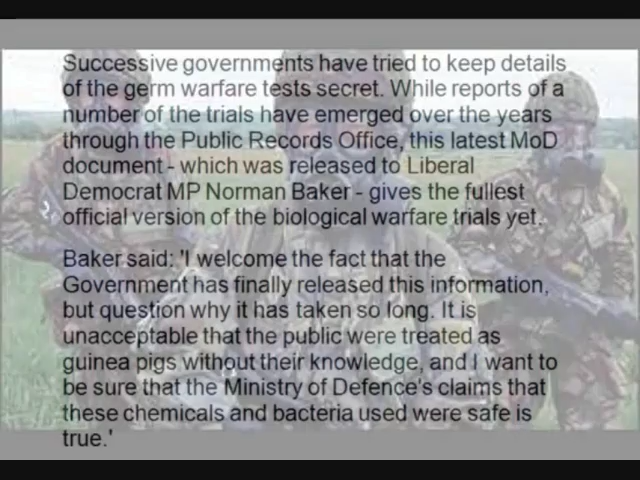 Successive governments have tried to keep details
of the germ warfare tests secret. While reports of a
number of the trials have emerged over the years
through the Public Records Office, this latest MoD
document - which was released to Liberal
Democrat MP Norman Baker - gives the fullest
official version of the biological warfare trials yet.
Baker said: 'I welcome the fact that the
Government has finally released this information,
but question why it has taken so long. It is
unacceptable that the public were treated as
guinea pigs without their knowledge, and I want to
be sure that the Ministry of Defence's claims that
these chemicals and bacteria used were safe is
true.'